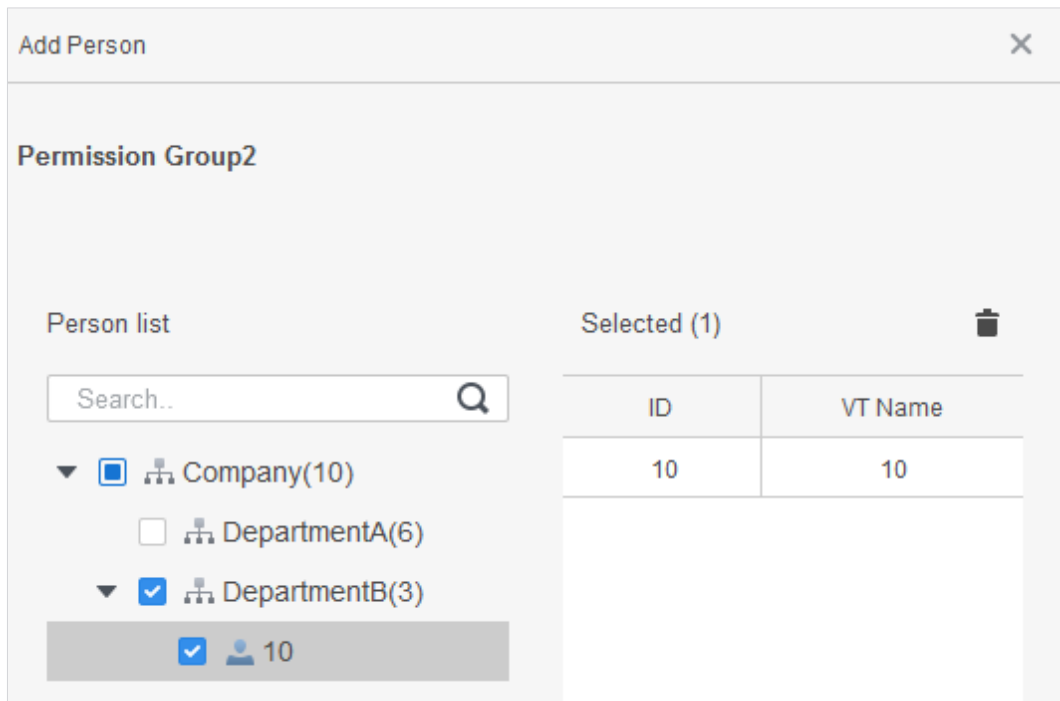 Add Person
Permission Group2
Person list
Search..
Company(10)
DepartmentA(6)
DepartmentB(3)
10
Selected (1)
ID VT Name
10 10